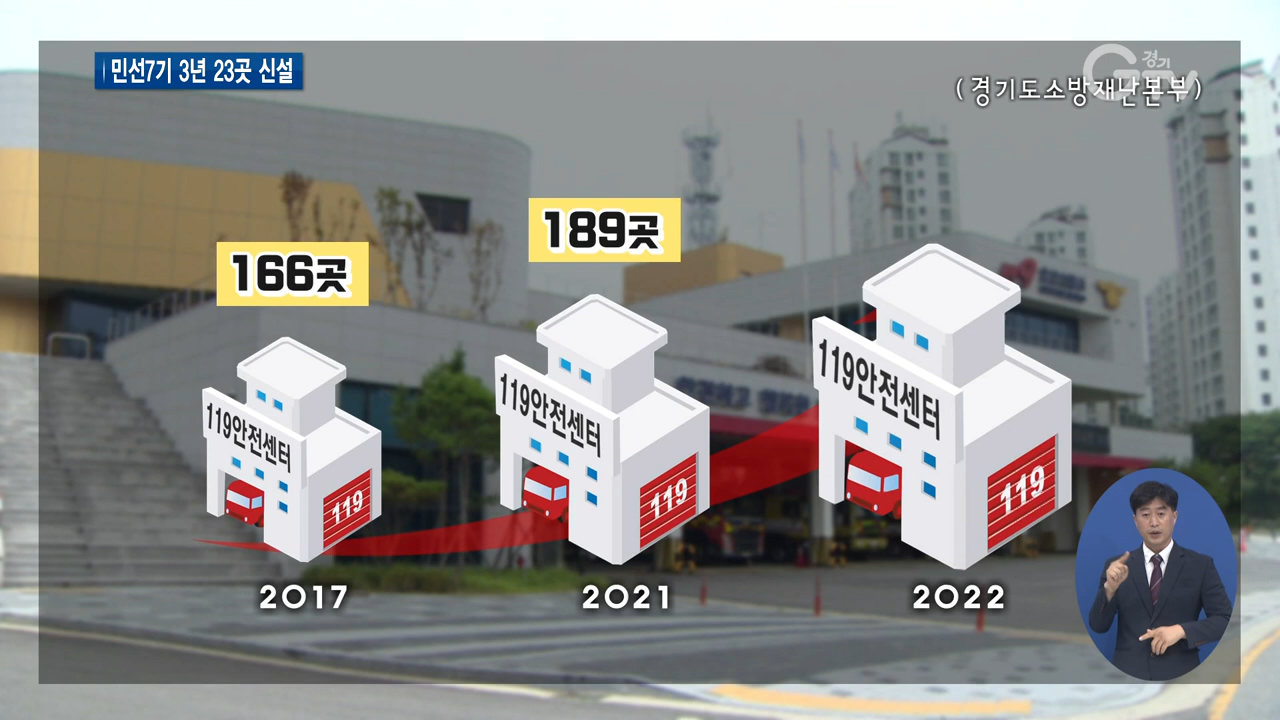 민선7기 3년 23곳 신설
경기
GTV
(경기도소방재난본부)
166곳
189곳
119안전센터
119
119안전센터
119
119안전센터
119
2017
2021
2022